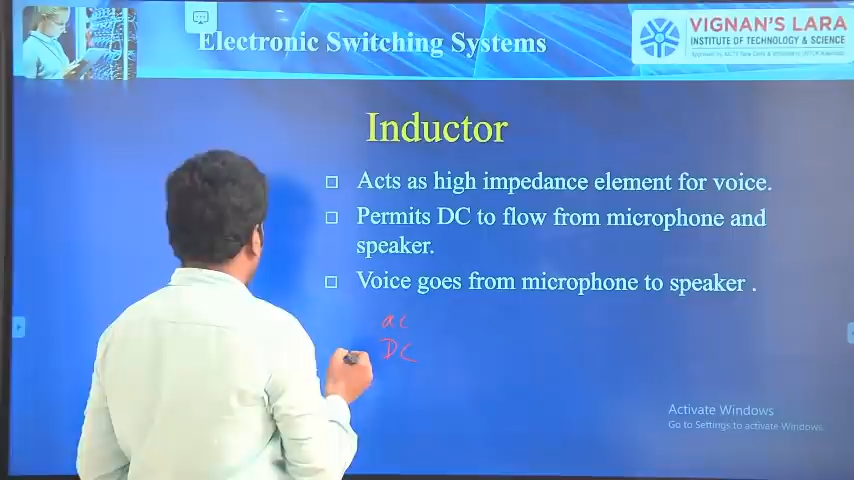 Electronic Switching Systems
VIGNAN'S LARA
INSTITUTE OF TECHNOLOGY & SCIENCE
Inductor
Acts as high impedance element for voice.
Permits DC to flow from microphone and
speaker.
Voice goes from microphone to speaker .
ac
DC
Activate Windows
Go to Settings to activate Windows.